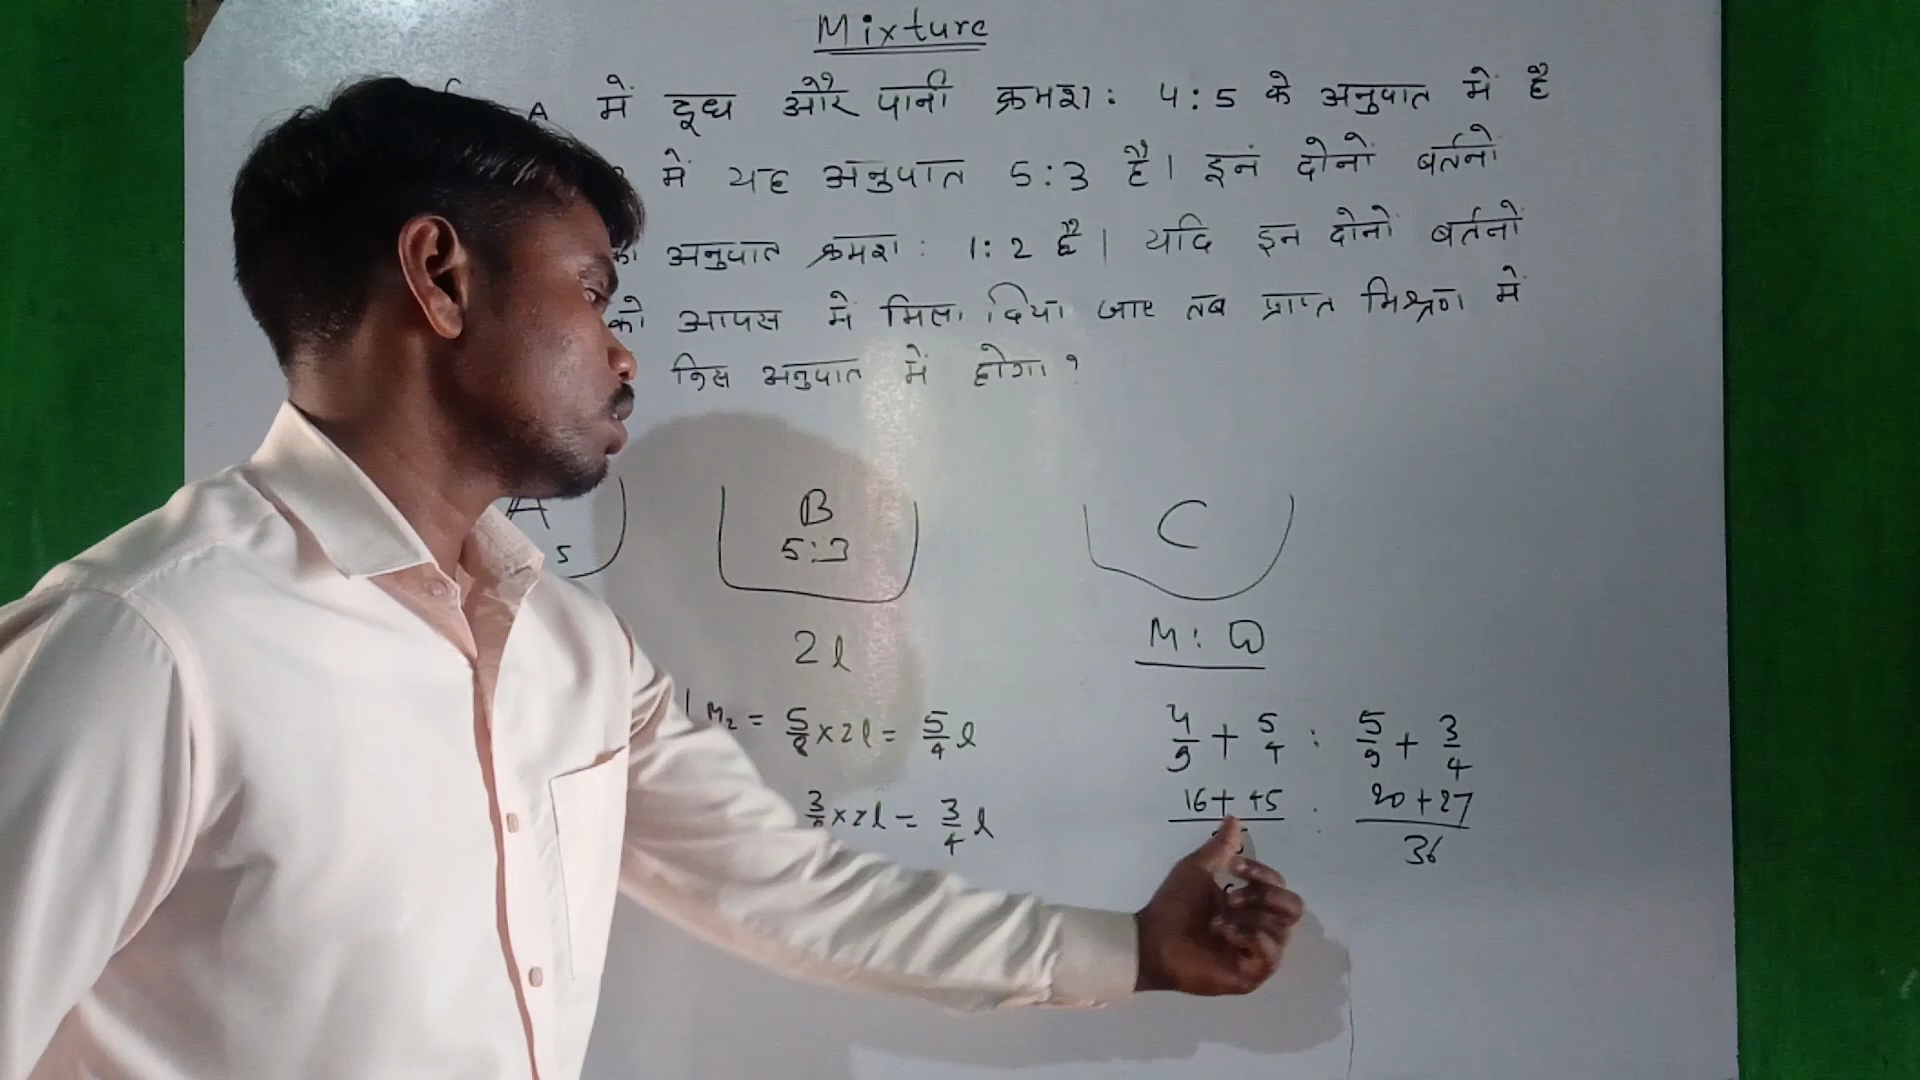 Mixture
A में दूध और पानी क्रमश: 4:5 के अनुपात में है
में यह अनुपात 5:3 है। इनं दोनों बर्तनों
का अनुपात क्रमश: 1:2 है। यदि इन दोनों बर्तनों
को आपस में मिला दिया जाए तब प्राप्त मिश्रण में
किस अनुपात में होगा?
A B C
5 5:3
2l M:W
M₂ = 5/8 x 2l = 5/4 l 4/9 + 5/4 : 5/9 + 3/4
3/8 x 2l = 3/4 l 16+45 : 20+27
36